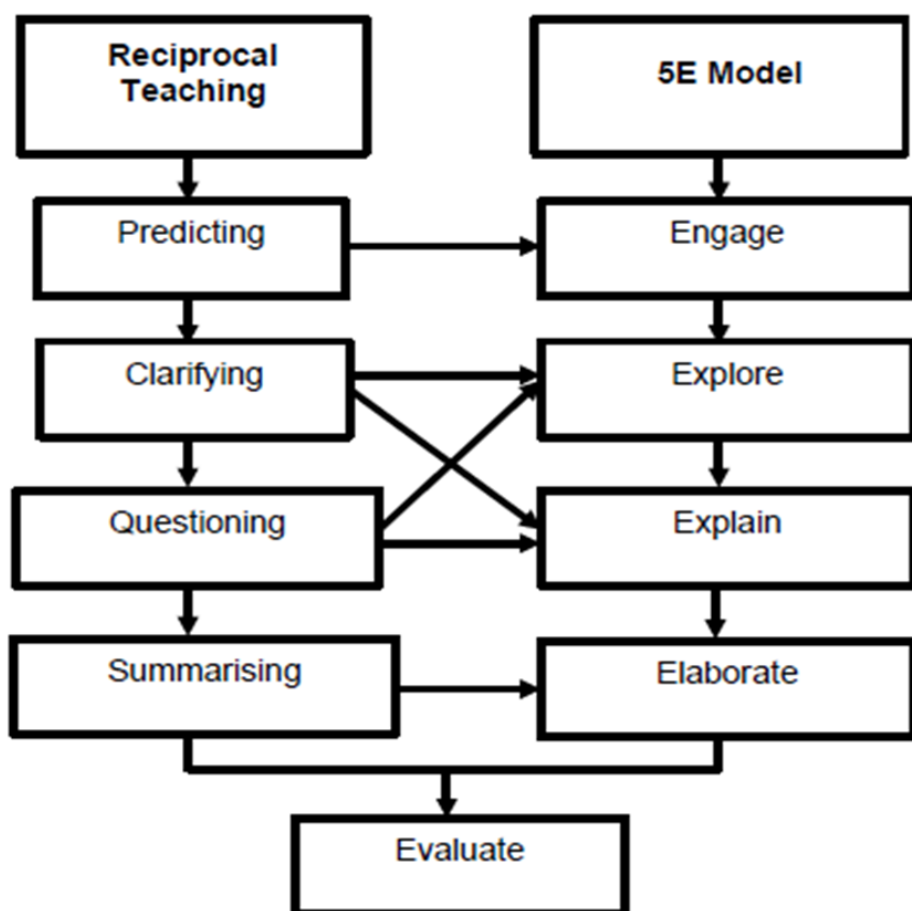 Reciprocal
Teaching
5E Model
Predicting
Engage
Clarifying
Explore
Questioning
Explain
Summarising
Elaborate
Evaluate